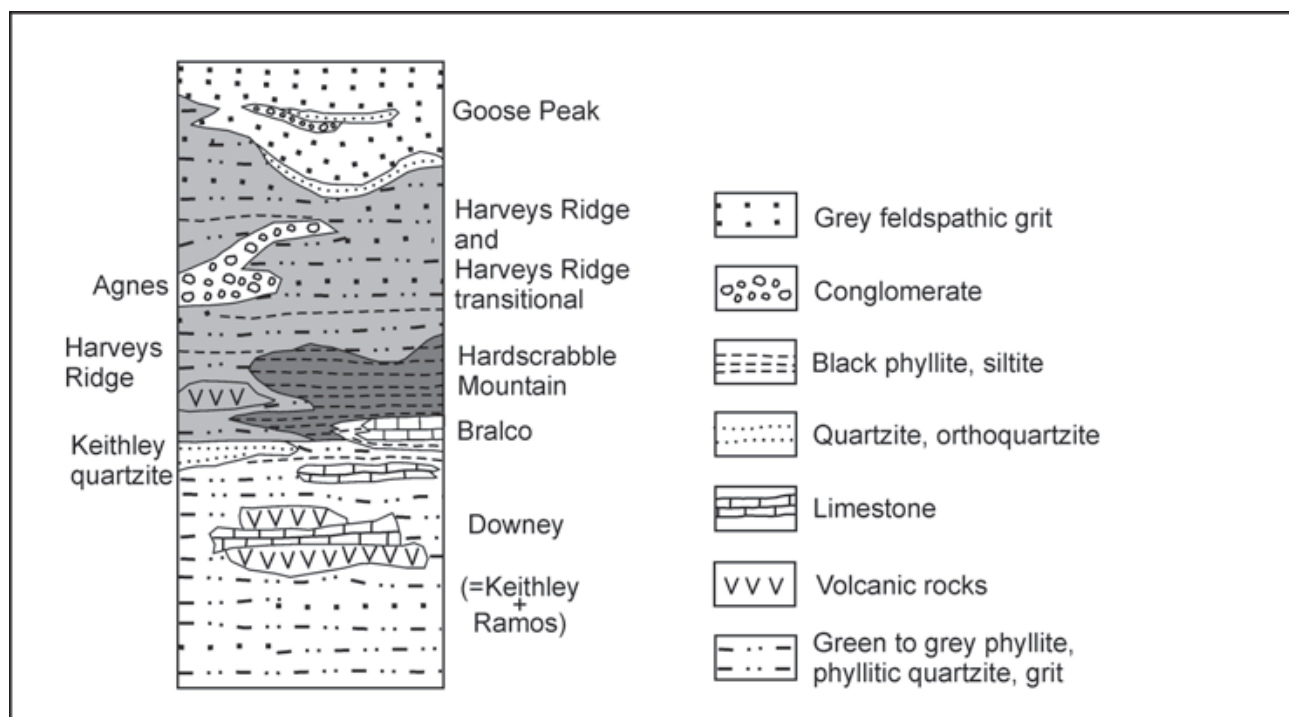 Goose Peak
Harveys Ridge
and
Harveys Ridge
transitional
Agnes
Harveys
Ridge
Hardscrabble
Mountain
Bralco
Keithley
quartzite
Downey
(=Keithley
+
Ramos)
Grey feldspathic grit
Conglomerate
Black phyllite, siltite
Quartzite, orthoquartzite
Limestone
Volcanic rocks
Green to grey phyllite,
phyllitic quartzite, grit